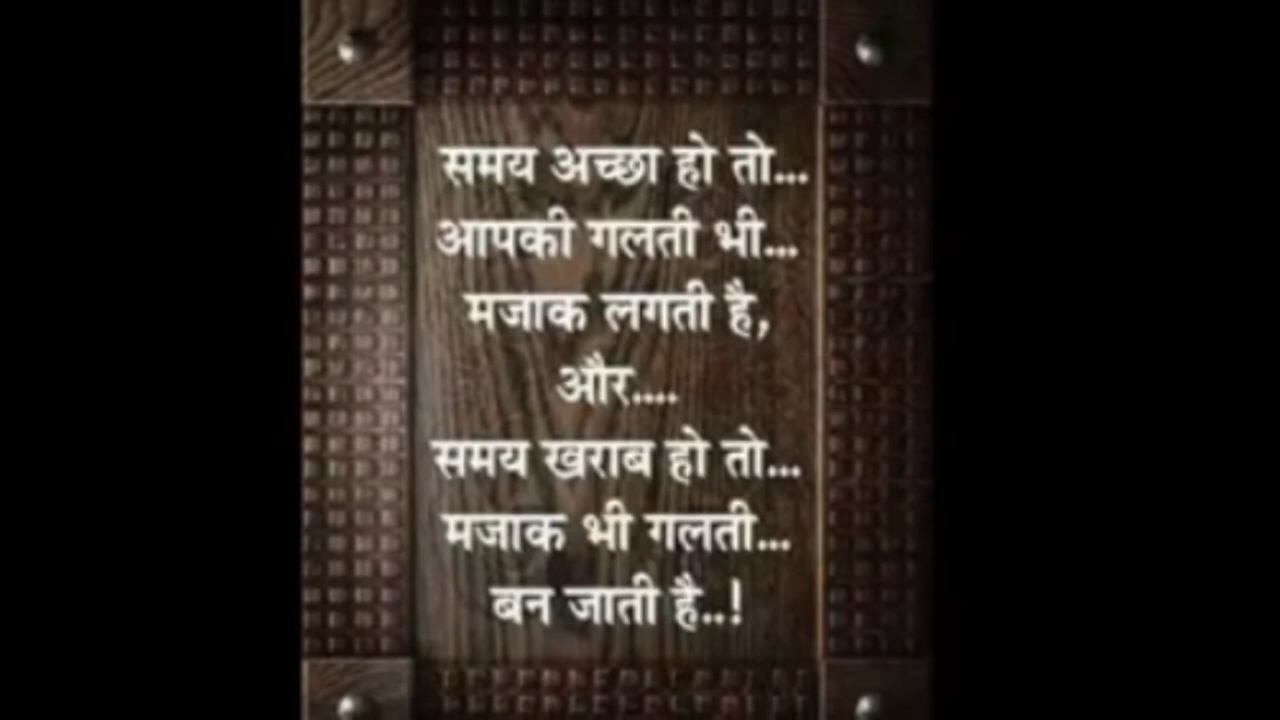 समय अच्छा हो तो...
आपकी गलती भी...
मजाक लगती है,
और....
समय खराब हो तो...
मजाक भी गलती...
बन जाती है..!